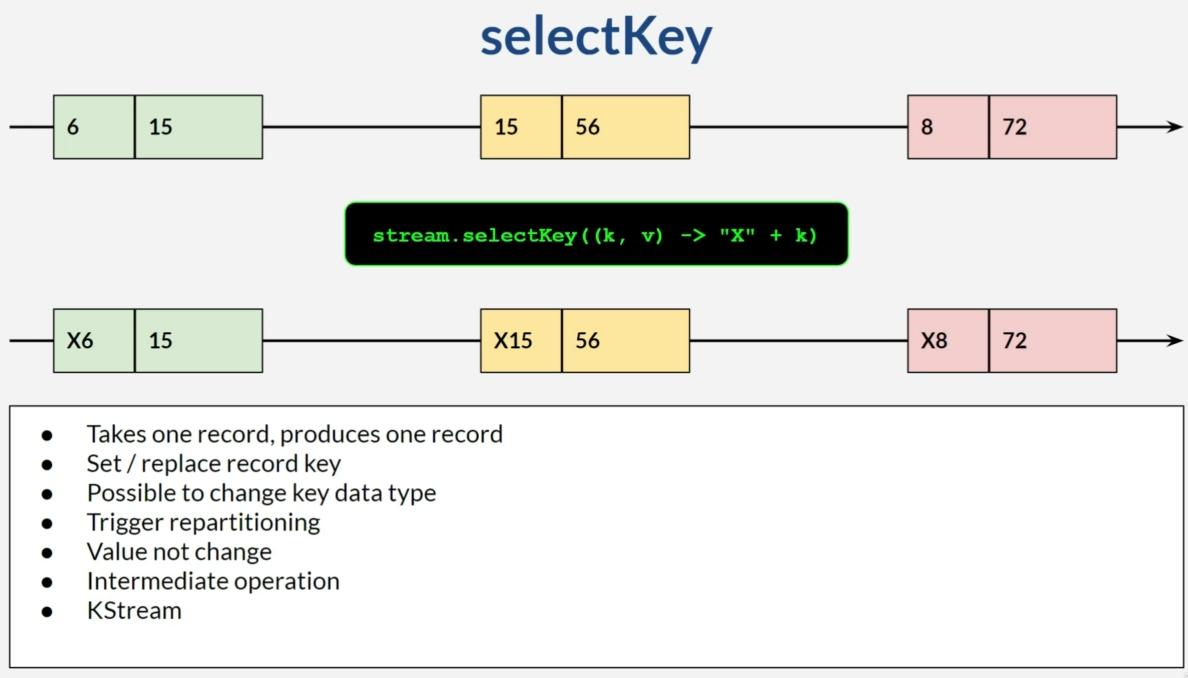 selectKey
6 15 15 56 8 72
stream.selectKey((k, v) -> "X" + k)
X6 15 X15 56 X8 72
● Takes one record, produces one record
● Set / replace record key
● Possible to change key data type
● Trigger repartitioning
● Value not change
● Intermediate operation
● KStream